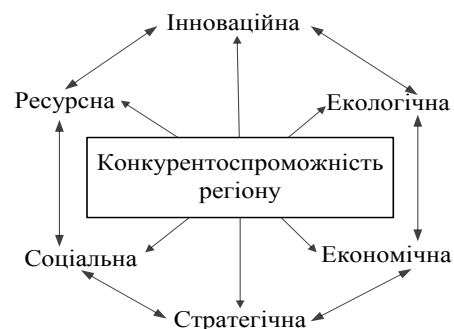 Інноваційна
Ресурсна
Екологічна
Конкурентоспроможність
регіону
Соціальна
Економічна
Стратегічна